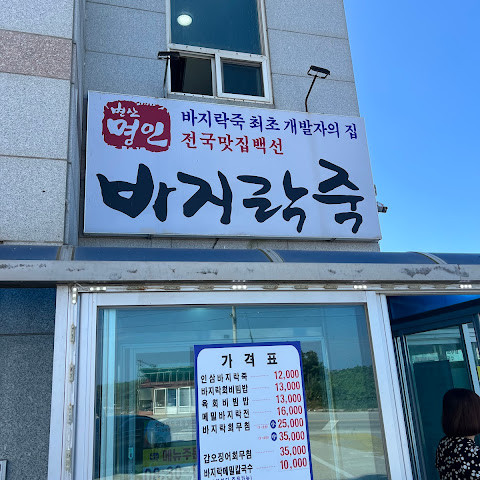 변산
명인
바지락죽 최초 개발자의 집
전국맛집백선
바지락죽
가격표
인삼바지락죽 12,000
바지락회비빔밥 13,000
육회비빔밥 13,000
메밀바지락전 16,000
바지락회무침 소 25,000
대 35,000
갑오징어회무침 35,000
바지락메밀칼국수 10,000